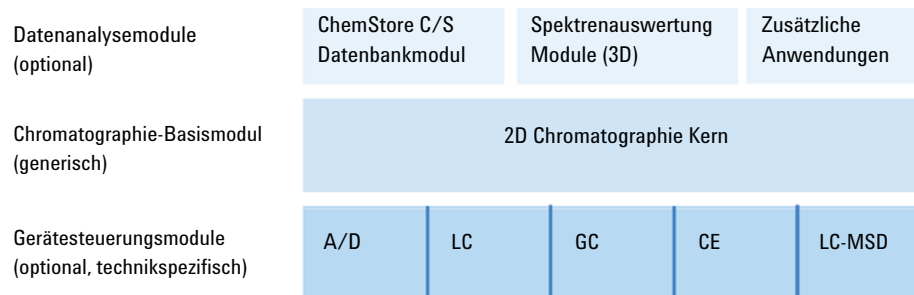 Datenanalysemodule
(optional)
ChemStore C/S
Datenbankmodul
Spektrenauswertung
Module (3D)
Zusätzliche
Anwendungen
Chromatographie-Basismodul
(generisch)
2D Chromatographie Kern
Gerätesteuerungsmodule
(optional, technikspezifisch)
A/D
LC
GC
CE
LC-MSD